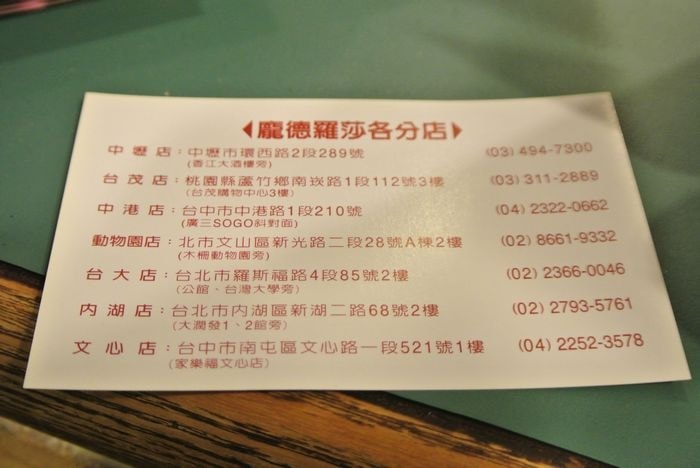 ◀龐德羅莎各分店▶
中壢店：中壢市環西路2段289號 (03) 494-7300
(香江大酒樓旁)
台茂店：桃園縣蘆竹鄉南崁路1段112號3樓 (03) 311-2889
(台茂購物中心3樓)
中港店：台中市中港路1段210號 (04) 2322-0662
(廣三SOGO斜對面)
動物園店：北市文山區新光路二段28號A棟2樓 (02) 8661-9332
(木柵動物園旁)
台大店：台北市羅斯福路4段85號2樓 (02) 2366-0046
(公館、台灣大學旁)
內湖店：台北市內湖區新湖二路68號2樓 (02) 2793-5761
(大潤發1、2館旁)
文心店：台中市南屯區文心路一段521號1樓 (04) 2252-3578
(家樂福文心店)